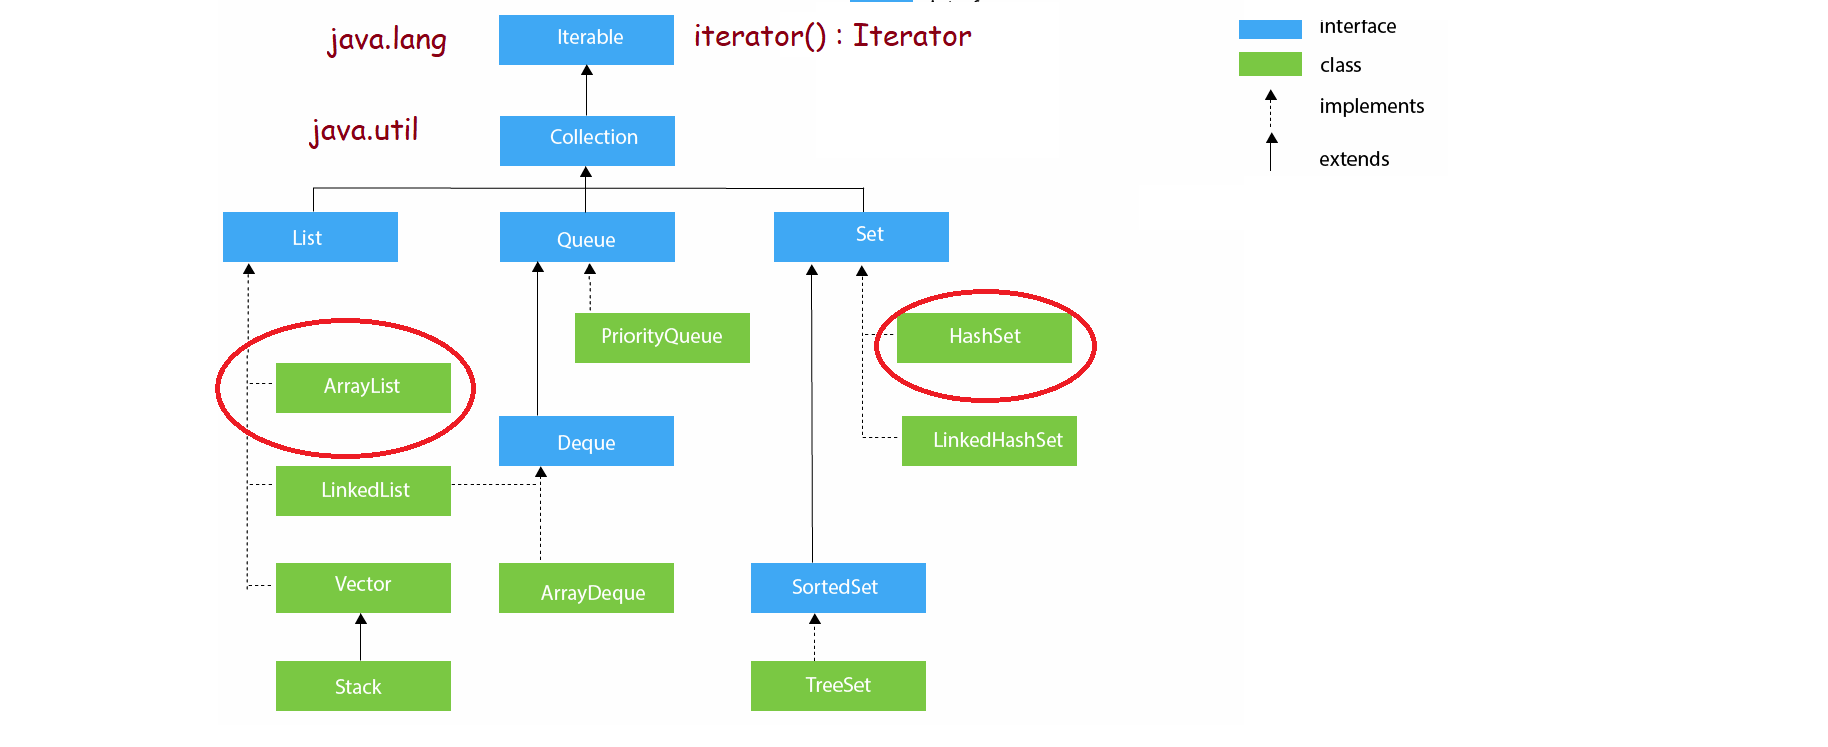 java.lang
Iterable
iterator() : Iterator
interface
class
implements
extends
java.util
Collection
List
Queue
Set
PriorityQueue
HashSet
ArrayList
Deque
LinkedHashSet
LinkedList
Vector
ArrayDeque
SortedSet
Stack
TreeSet